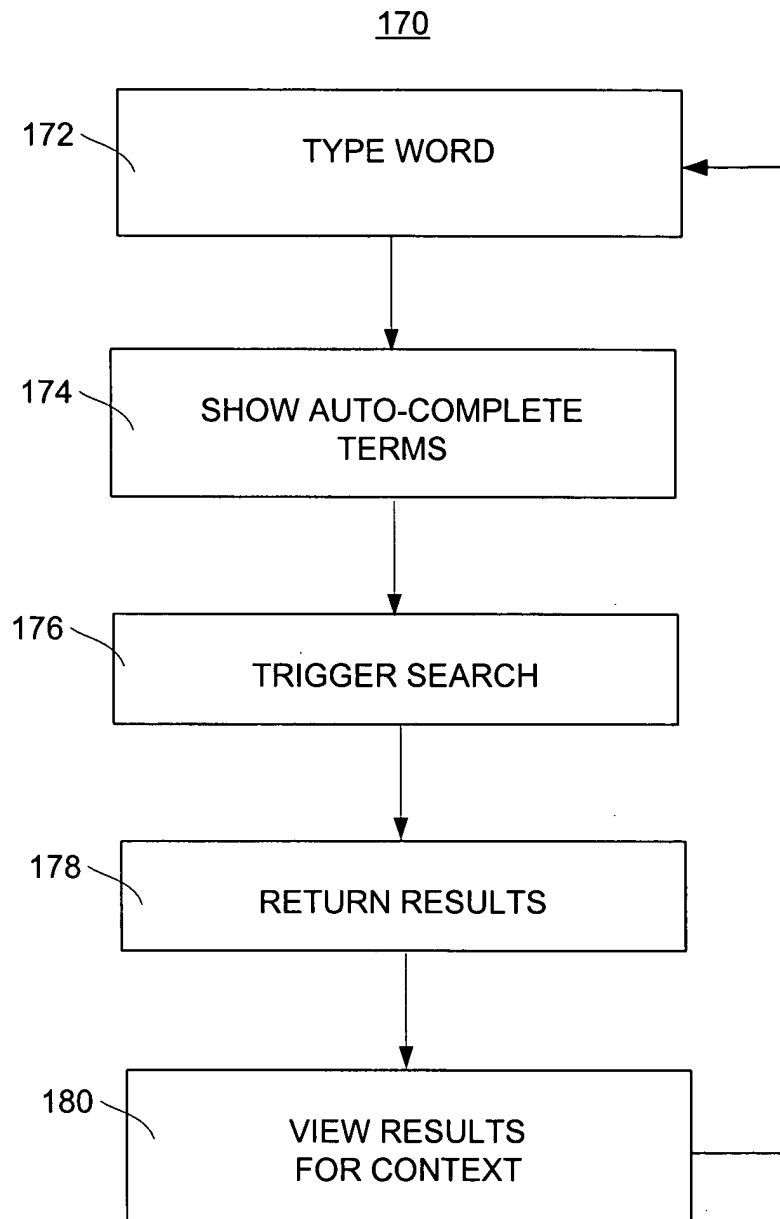 170
172
TYPE WORD
174
SHOW AUTO-COMPLETE
TERMS
176
TRIGGER SEARCH
178
RETURN RESULTS
180
VIEW RESULTS
FOR CONTEXT